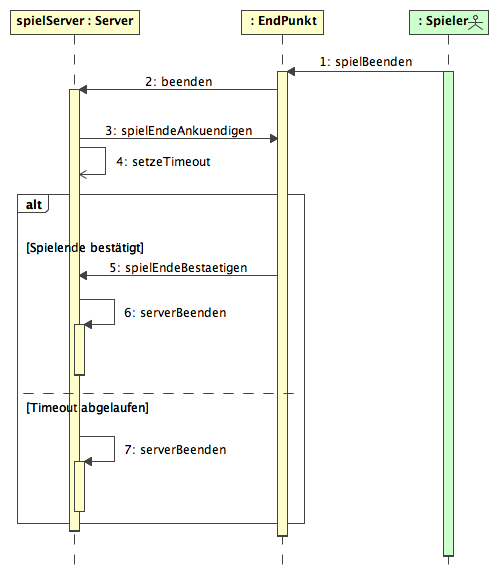 spielServer : Server
: EndPunkt
: Spieler
1: spielBeenden
2: beenden
3: spielEndeAnkuendigen
4: setzeTimeout
alt
[Spielende bestätigt]
5: spielEndeBestaetigen
6: serverBeenden
[Timeout abgelaufen]
7: serverBeenden